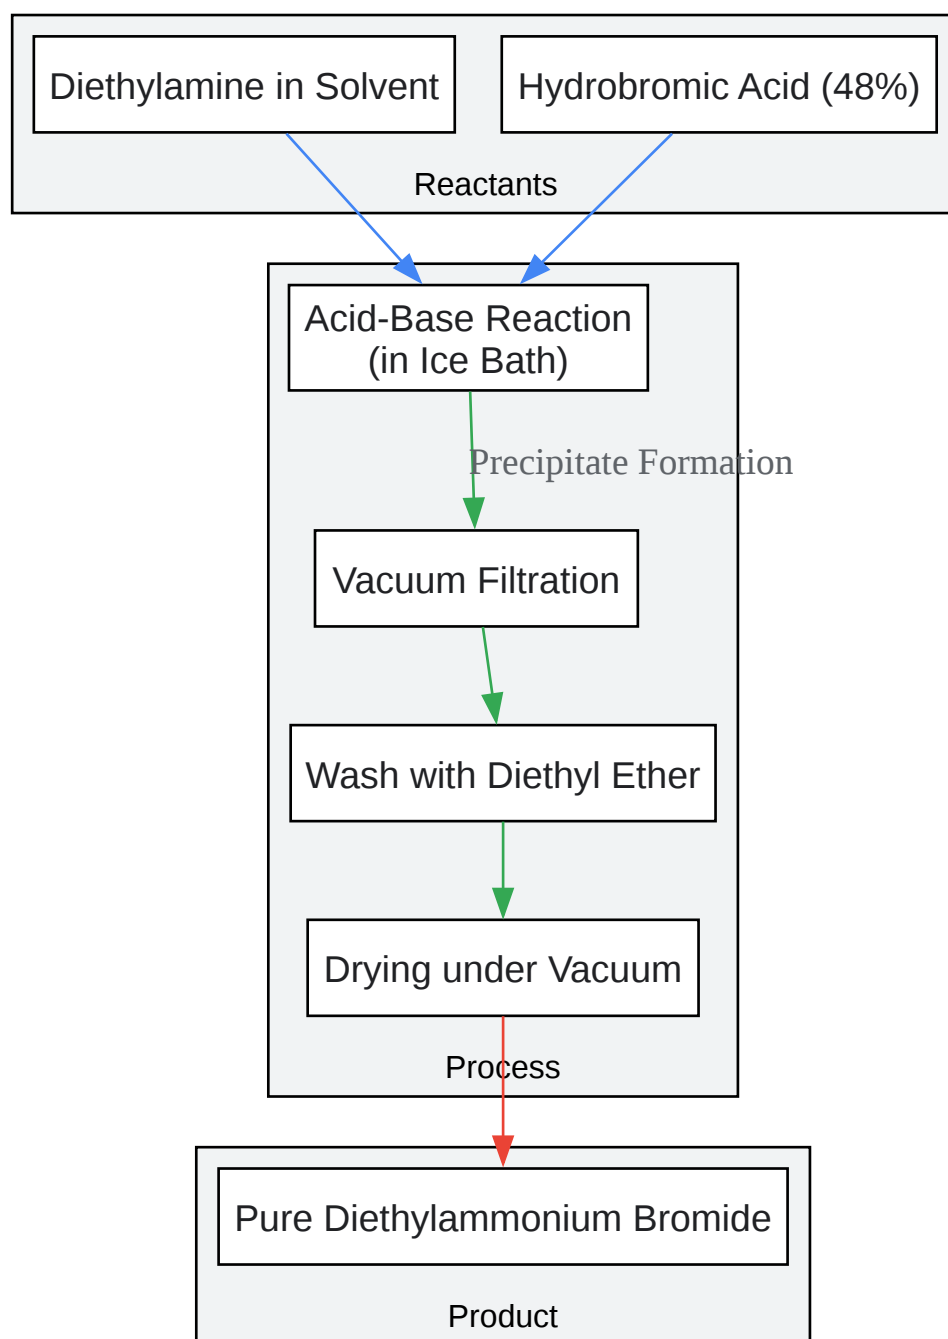 Diethylamine in Solvent
Hydrobromic Acid (48%)
Reactants
Acid-Base Reaction
(in Ice Bath)
Precipitate Formation
Vacuum Filtration
Wash with Diethyl Ether
Drying under Vacuum
Process
Pure Diethylammonium Bromide
Product